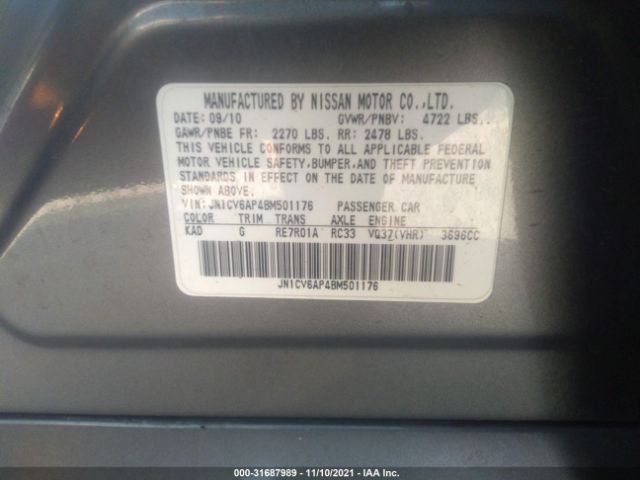 MANUFACTURED BY NISSAN MOTOR CO.,LTD.
DATE: 09/10 GVWR/PNBV: 4722 LBS.
GAWR/PNBE FR: 2270 LBS. RR: 2478 LBS.
THIS VEHICLE CONFORMS TO ALL APPLICABLE FEDERAL
MOTOR VEHICLE SAFETY, BUMPER, AND THEFT PREVENTION
STANDARDS IN EFFECT ON THE DATE OF MANUFACTURE
SHOWN ABOVE.
VIN: JN1CV6AP4BM501176 PASSENGER CAR
COLOR TRIM TRANS AXLE ENGINE
KAD G RE7R01A RC33 VQ37(VHR) 3696CC
JN1CV6AP4BM501176
000-31687989 - 11/10/2021 - IAA Inc.